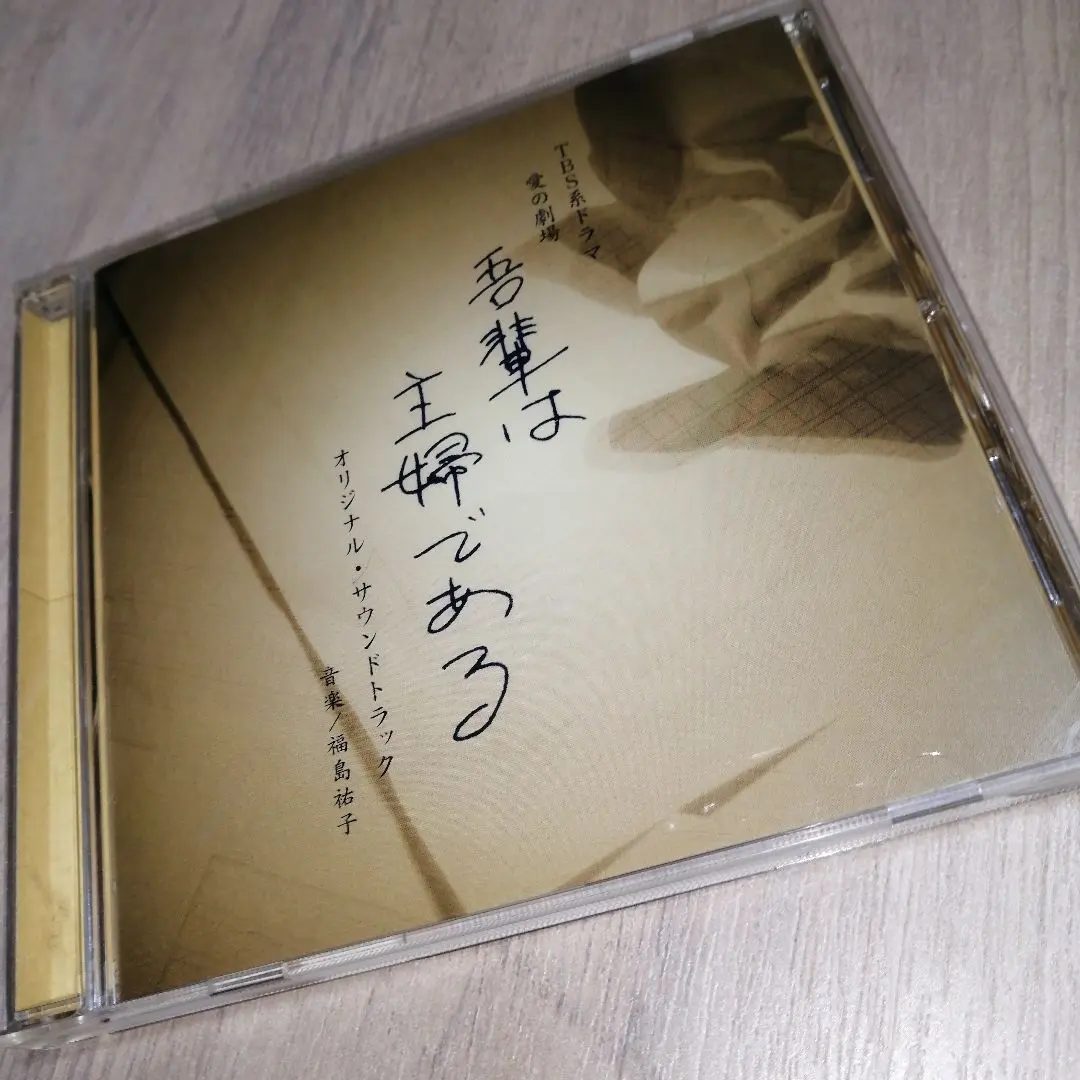 TBS系ドラマ
愛の劇場
吾輩は
主婦である
オリジナル・サウンドトラック
音楽/福島祐子